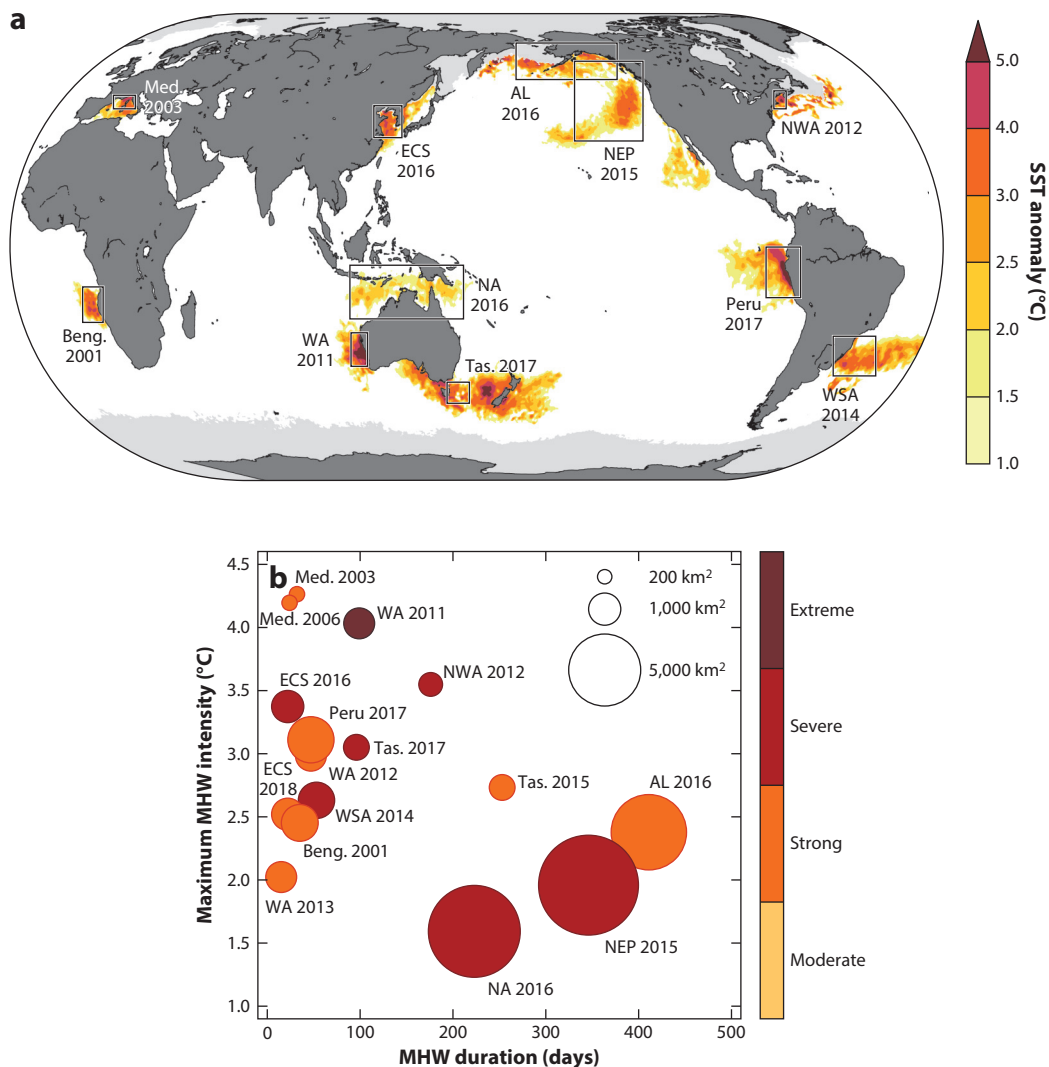 a
Med.
2003
ECS
2016
AL
2016
NEP
2015
NWA 2012
Beng.
2001
NA
2016
WA
2011
Tas. 2017
Peru
2017
WSA
2014
5.0
4.0
3.0
2.5
2.0
1.5
1.0
SST anomaly (°C)
b
Maximum MHW intensity (°C)
4.5
4.0
3.5
3.0
2.5
2.0
1.5
1.0
Med. 2003
Med. 2006
WA 2011
NWA 2012
ECS 2016
Peru 2017
Tas. 2017
WA 2012
ECS
2018
WSA 2014
Beng. 2001
WA 2013
Tas. 2015
AL 2016
NEP 2015
NA 2016
200 km²
1,000 km²
5,000 km²
Extreme
Severe
Strong
Moderate
0
100
200
300
400
500
MHW duration (days)